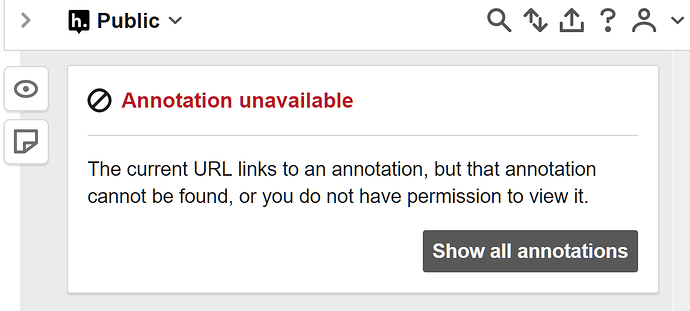 h. Public
?
Annotation unavailable
The current URL links to an annotation, but that annotation
cannot be found, or you do not have permission to view it.
Show all annotations